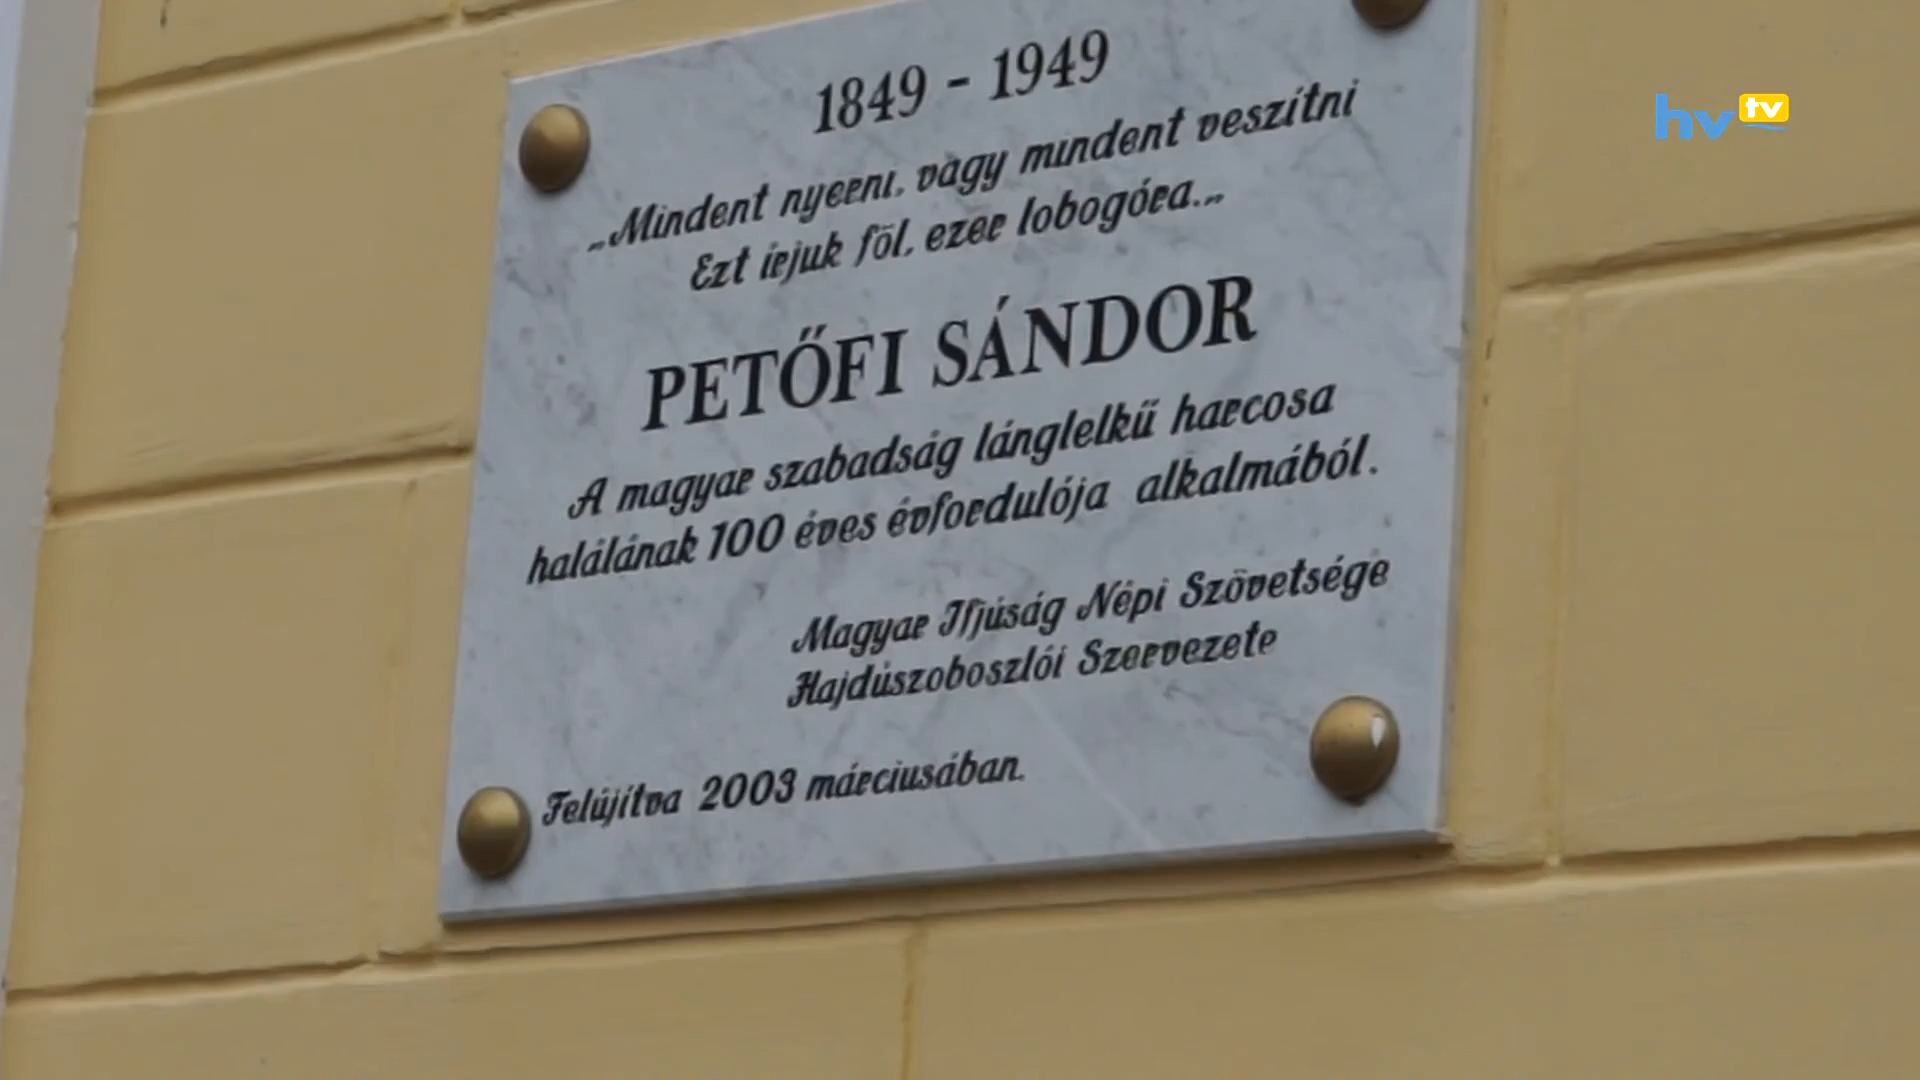 1849 - 1949
„Mindent nyerni, vagy mindent veszítni
Ezt írjuk föl, ezer lobogóra..."
PETŐFI SÁNDOR
A magyar szabadság lánglelkű harcosa
halálának 100 éves évfordulója alkalmából.
Magyar Ifjúság Népi Szövetsége
Hajdúszoboszlói Szervezete
Felújítva 2003 márciusában.
hv tv